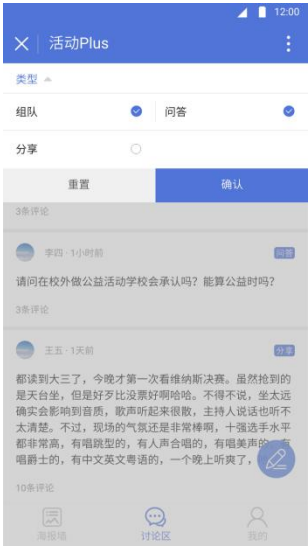 12:00
活动Plus
类型
组队 问答
分享
重置 确认
3条评论
李四·1小时前 问答
请问在校外做公益活动学校会承认吗？能算公益时吗？
3条评论
王五·1天前 分享
都读到大三了，今晚才第一次看维纳斯决赛。虽然抢到的
是天台坐，但是好歹比没票好啊哈哈。不得不说，坐太远
确实会影响到音质，歌声听起来很散，主持人说话也听不
太清楚。不过，现场的气氛还是非常棒啊，十强选手水平
都非常高，有唱跳型的，有人声合唱的，有唱美声的，有
唱爵士的，有中文英文粤语的，一个晚上听爽了，
10条评论
海报墙 讨论区 我的